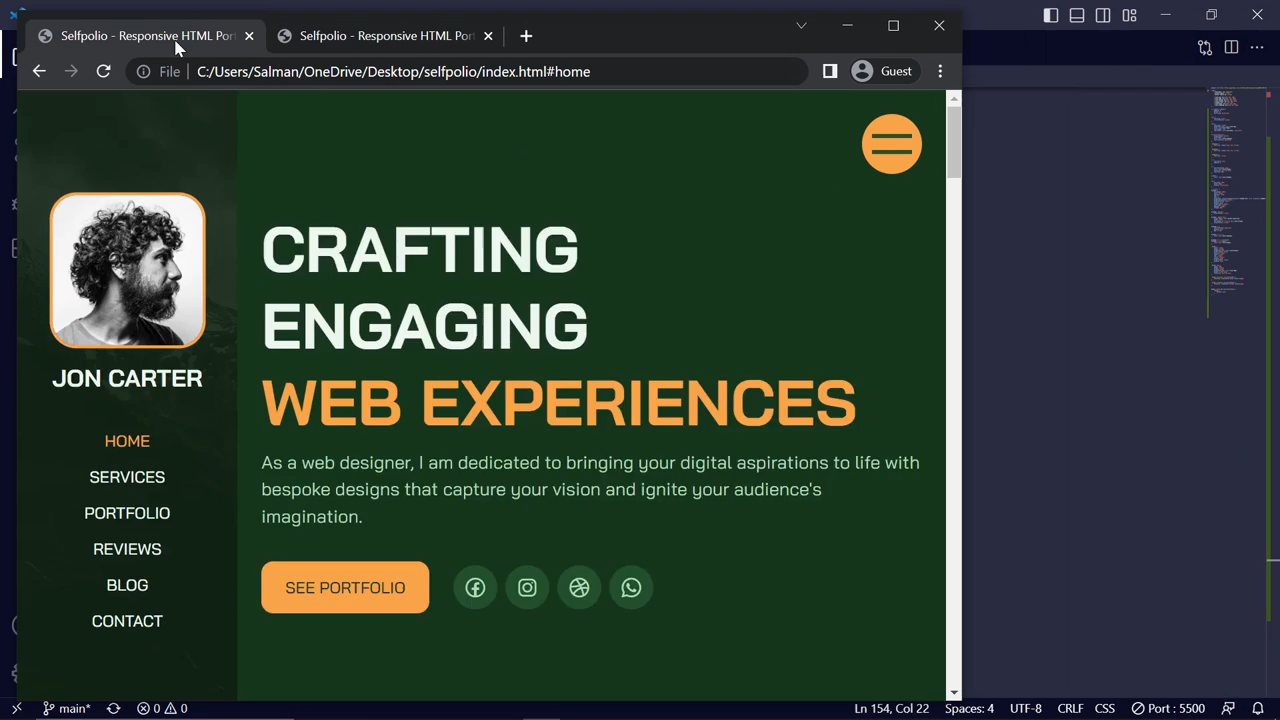 Selfpolio - Responsive HTML Por
Selfpolio - Responsive HTML Por
File
C:/Users/Salman/OneDrive/Desktop/selfpolio/index.html#home
Guest
JON CARTER
HOME
SERVICES
PORTFOLIO
REVIEWS
BLOG
CONTACT
CRAFTING
ENGAGING
WEB EXPERIENCES
As a web designer, I am dedicated to bringing your digital aspirations to life with
bespoke designs that capture your vision and ignite your audience's
imagination.
SEE PORTFOLIO
main* 0 0 Ln 154, Col 22 Spaces: 4 UTF-8 CRLF CSS Port : 5500